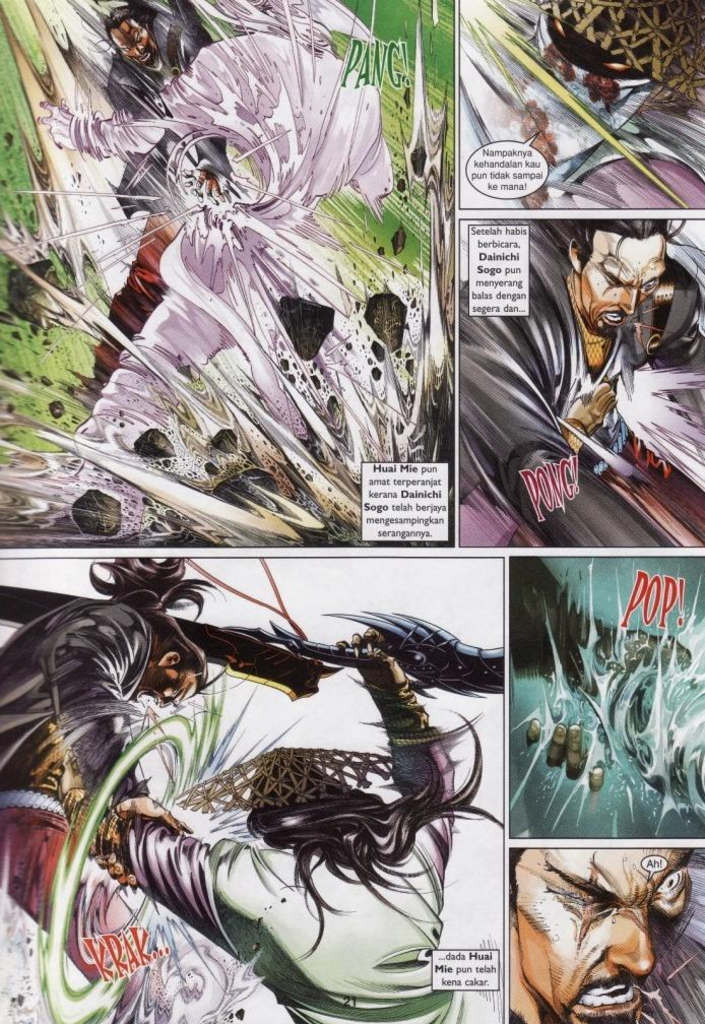 PANG!
Huai Mie pun
amat terperanjat
kerana Dainichi
Sogo telah berjaya
mengesampingkan
serangannya.
Nampaknya
kehandalan kau
pun tidak sampai
ke mana!
Setelah habis
berbicara,
Dainichi
Sogo pun
menyerang
balas dengan
segera dan...
PONG!
KRAK...
...dada Huai
Mie pun telah
kena cakar.
21
POP!
Ah!